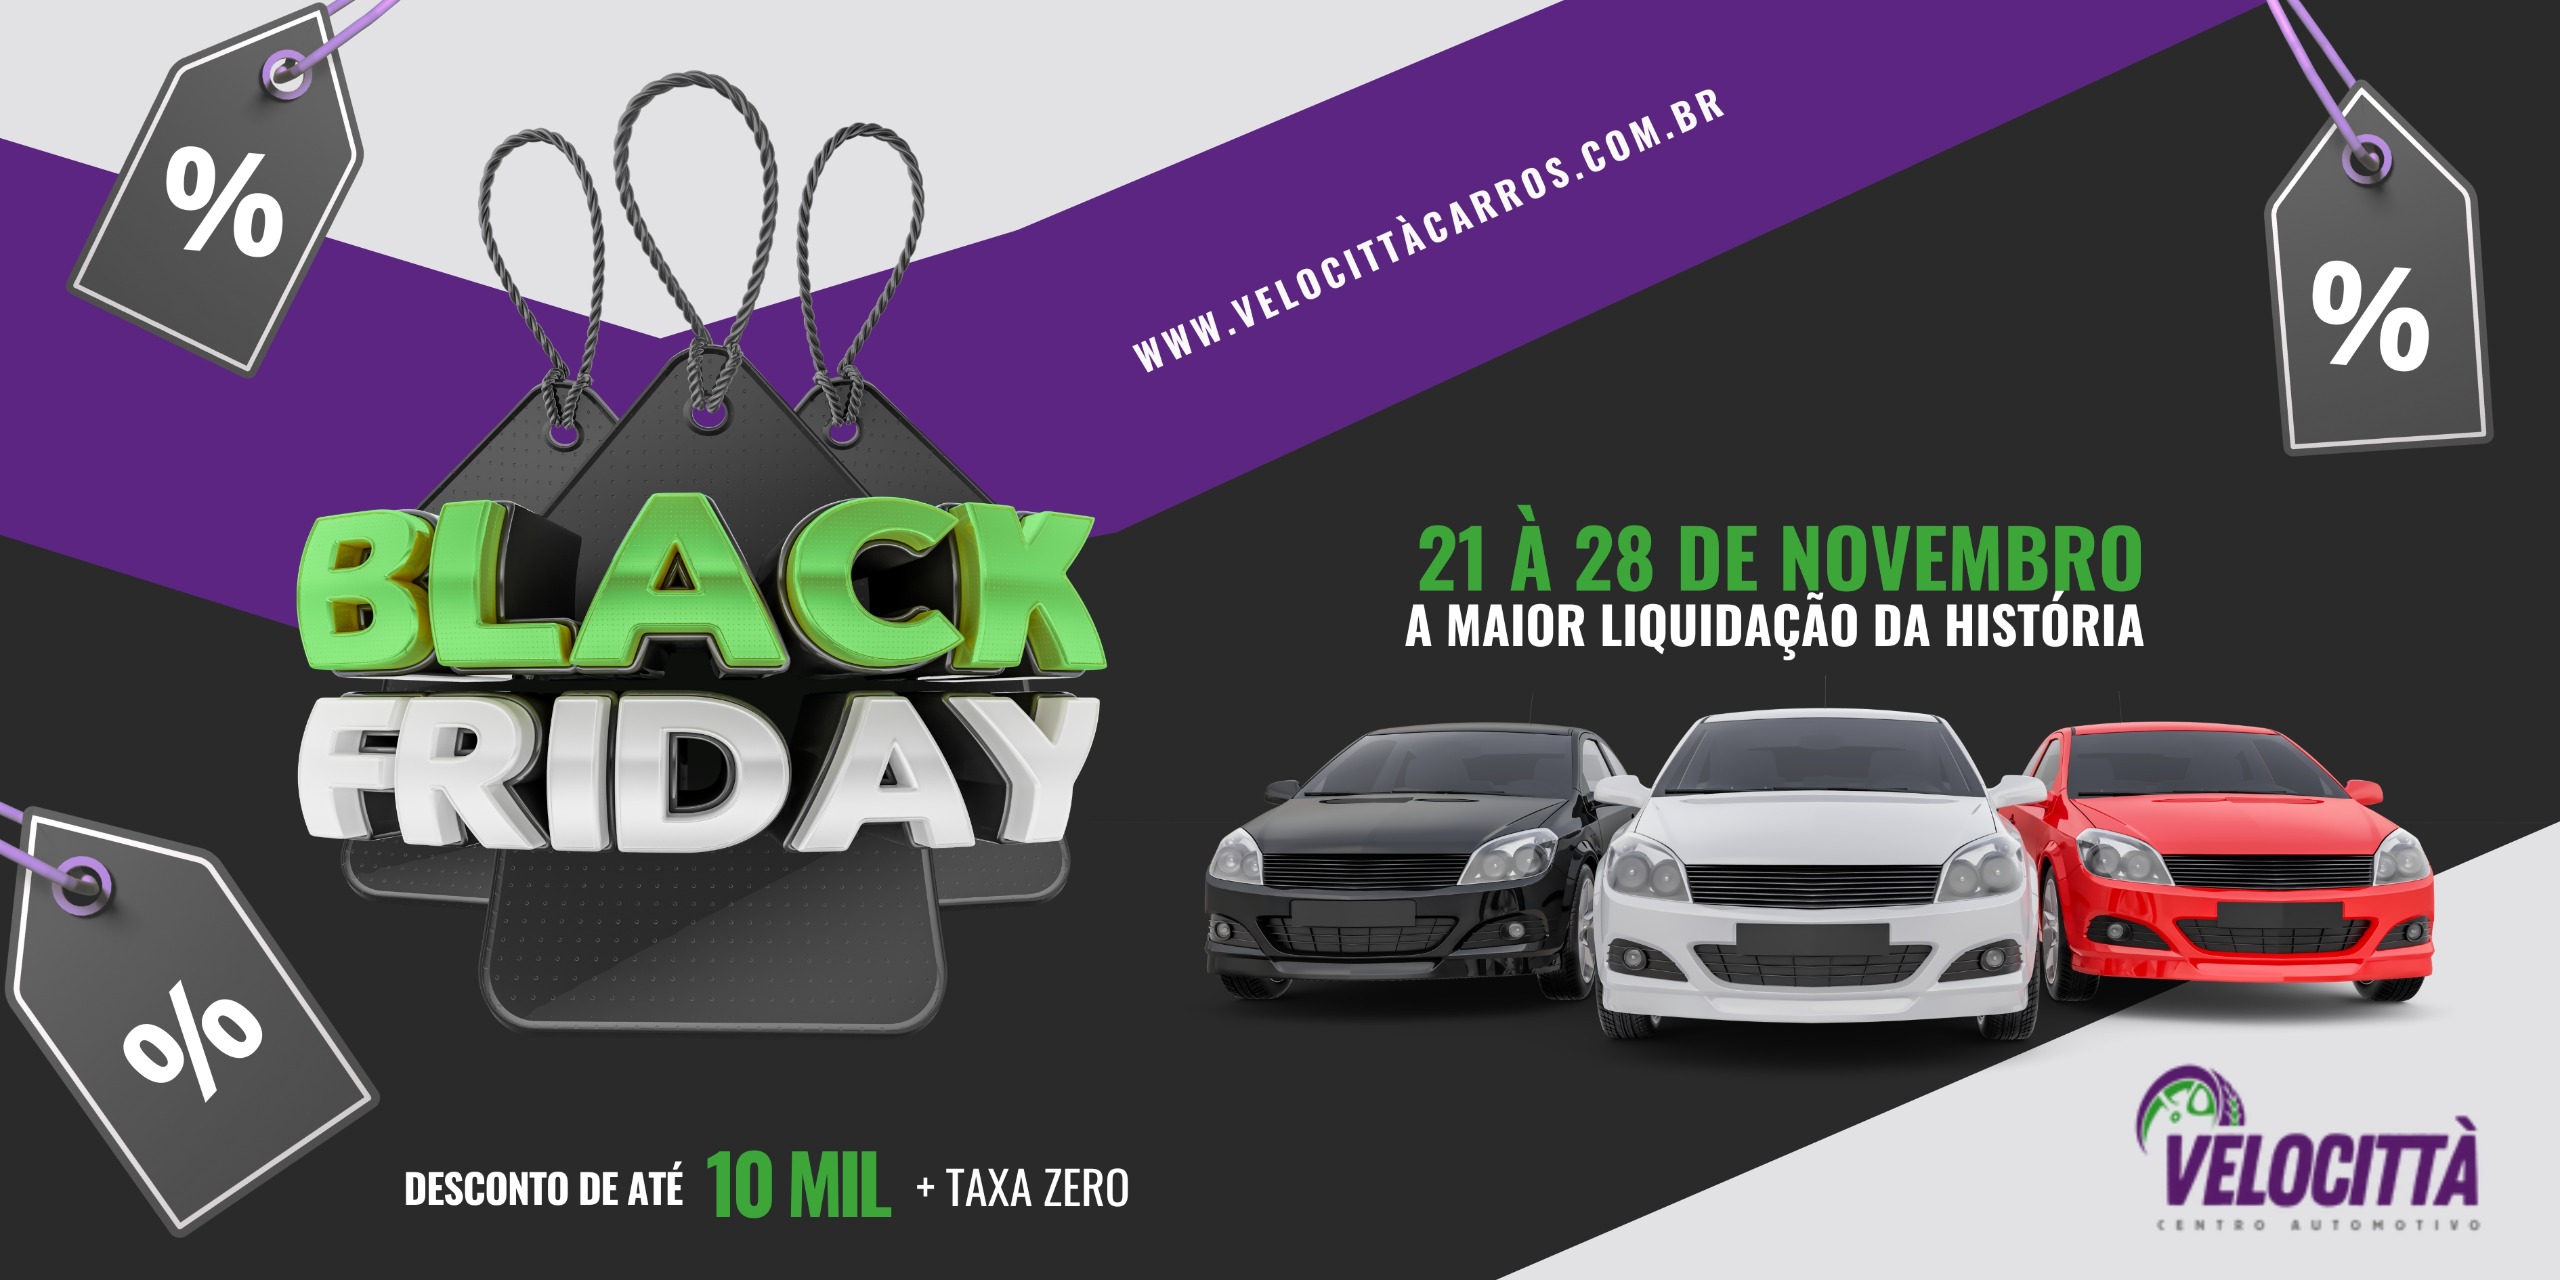 %
%
WWW.VELOCITTÀCARROS.COM.BR
BLACK
FRIDAY
21 À 28 DE NOVEMBRO
A MAIOR LIQUIDAÇÃO DA HISTÓRIA
%
DESCONTO DE ATÉ 10 MIL + TAXA ZERO
VELOCITTÀ
CENTRO AUTOMOTIVO